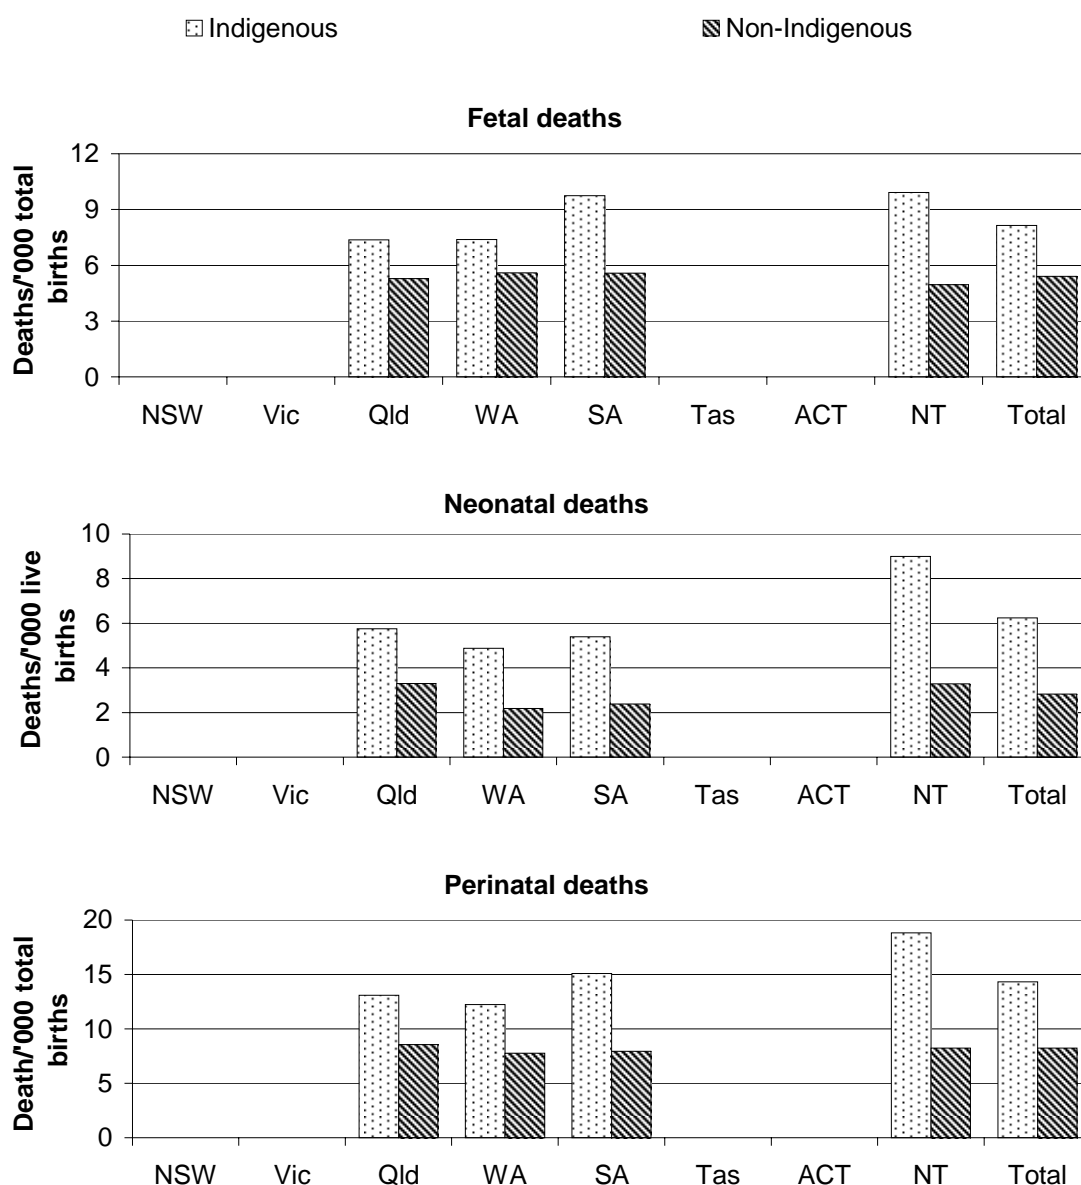 Indigenous Non-Indigenous
Fetal deaths
Deaths/'000 total
births
12
9
6
3
0
NSW Vic Qld WA SA Tas ACT NT Total
Neonatal deaths
Deaths/'000 live
births
10
8
6
4
2
0
NSW Vic Qld WA SA Tas ACT NT Total
Perinatal deaths
Death/'000 total
births
20
15
10
5
0
NSW Vic Qld WA SA Tas ACT NT Total